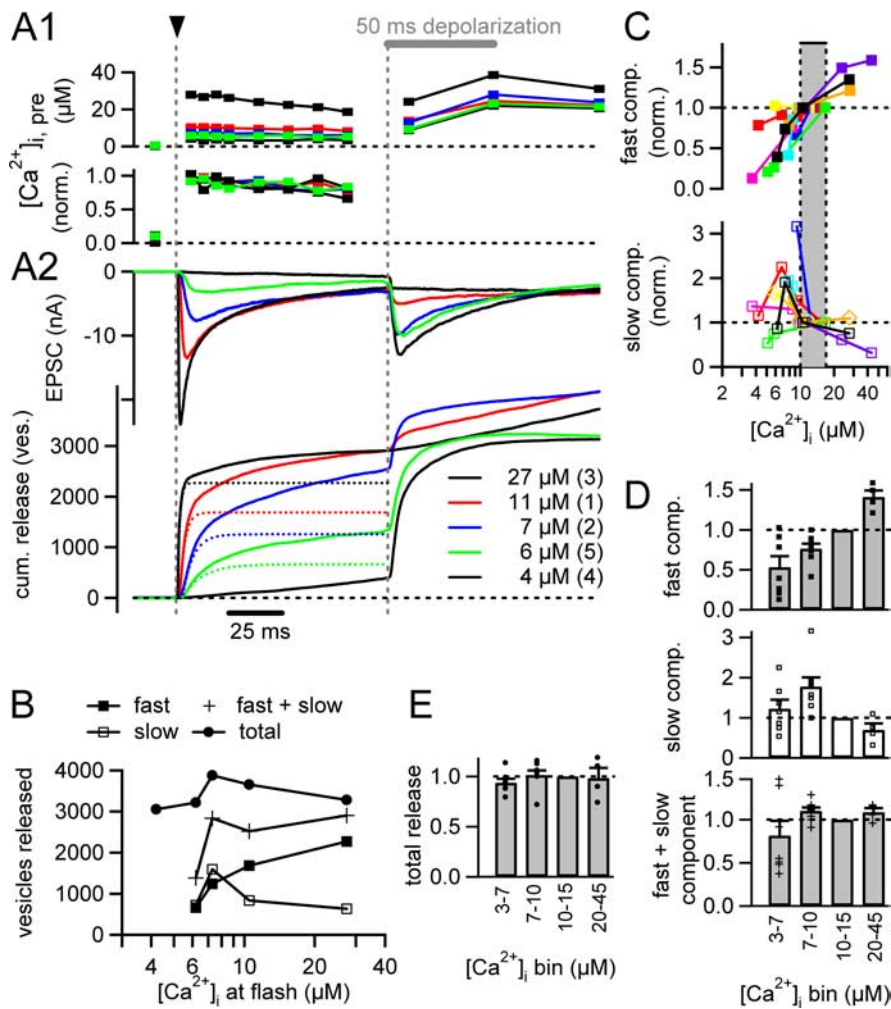 A1
50 ms depolarization
[Ca2+]i, pre
(µM)
40
20
0
(norm.)
1.0
0.5
0.0
A2
EPSC (nA)
0
-10
cum. release (ves.)
3000
2000
1000
0
27 µM (3)
11 µM (1)
7 µM (2)
6 µM (5)
4 µM (4)
25 ms
B
fast
fast + slow
slow
total
vesicles released
4000
3000
2000
1000
0
4 6 10 20 40
[Ca2+]i at flash (µM)
C
fast comp.
(norm.)
1.5
1.0
0.5
0.0
slow comp.
(norm.)
3
2
1
0
2 4 6 10 20 40
[Ca2+]i (µM)
D
fast comp.
1.5
1.0
0.5
0.0
slow comp.
3
2
1
0
fast + slow
component
1.5
1.0
0.5
0.0
3-7
7-10
10-15
20-45
[Ca2+]i bin (µM)
E
total release
1.0
0.5
0.0
3-7
7-10
10-15
20-45
[Ca2+]i bin (µM)